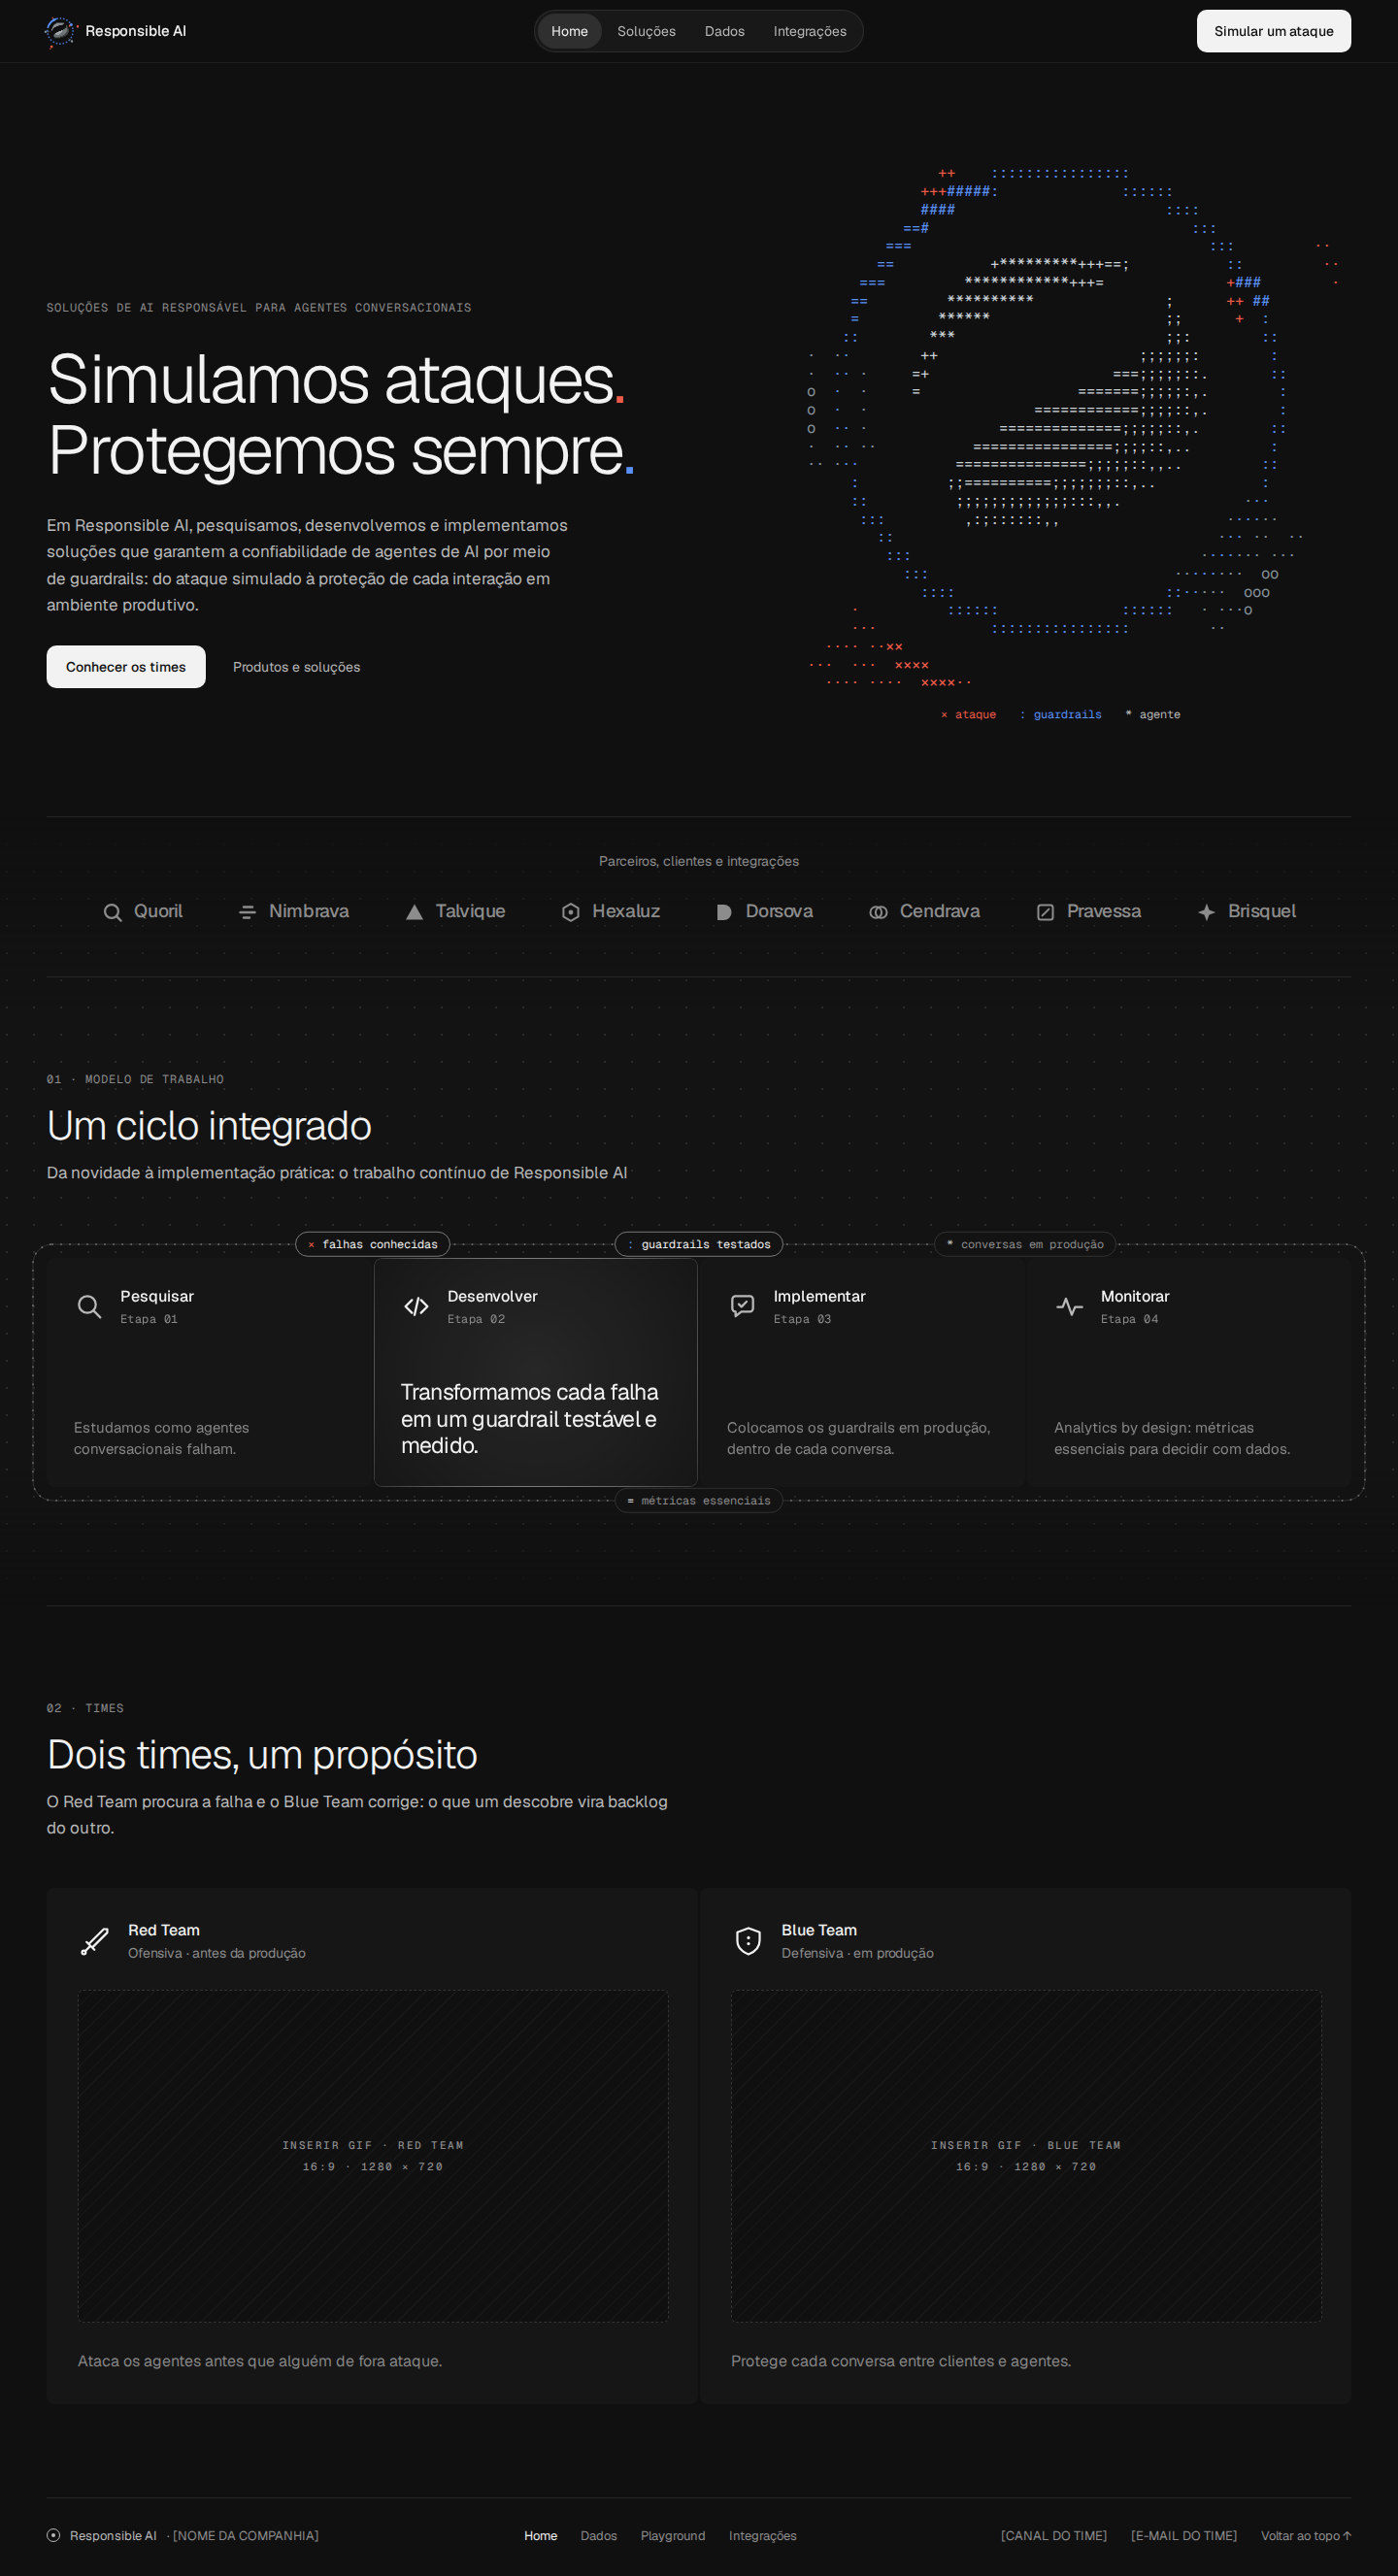 Responsible AI
Home
Soluções
Dados
Integrações
Simular um ataque
SOLUÇÕES DE AI RESPONSÁVEL PARA AGENTES CONVERSACIONAIS
Simulamos ataques.
Protegemos sempre.
Em Responsible AI, pesquisamos, desenvolvemos e implementamos
soluções que garantem a confiabilidade de agentes de AI por meio
de guardrails: do ataque simulado à proteção de cada interação em
ambiente produtivo.
Conhecer os times
Produtos e soluções
× ataque : guardrails * agente
Parceiros, clientes e integrações
Quoril
Nimbrava
Talvique
Hexaluz
Dorsova
Cendrava
Pravessa
Brisquel
01 · MODELO DE TRABALHO
Um ciclo integrado
Da novidade à implementação prática: o trabalho contínuo de Responsible AI
× falhas conhecidas
: guardrails testados
* conversas em produção
Pesquisar
Etapa 01
Estudamos como agentes
conversacionais falham.
Desenvolver
Etapa 02
Transformamos cada falha
em um guardrail testável e
medido.
Implementar
Etapa 03
Colocamos os guardrails em produção,
dentro de cada conversa.
Monitorar
Etapa 04
Analytics by design: métricas
essenciais para decidir com dados.
= métricas essenciais
02 · TIMES
Dois times, um propósito
O Red Team procura a falha e o Blue Team corrige: o que um descobre vira backlog
do outro.
Red Team
Ofensiva · antes da produção
INSERIR GIF · RED TEAM
16:9 · 1280 × 720
Ataca os agentes antes que alguém de fora ataque.
Blue Team
Defensiva · em produção
INSERIR GIF · BLUE TEAM
16:9 · 1280 × 720
Protege cada conversa entre clientes e agentes.
Responsible AI · [NOME DA COMPANHIA]
Home
Dados
Playground
Integrações
[CANAL DO TIME]
[E-MAIL DO TIME]
Voltar ao topo ↑